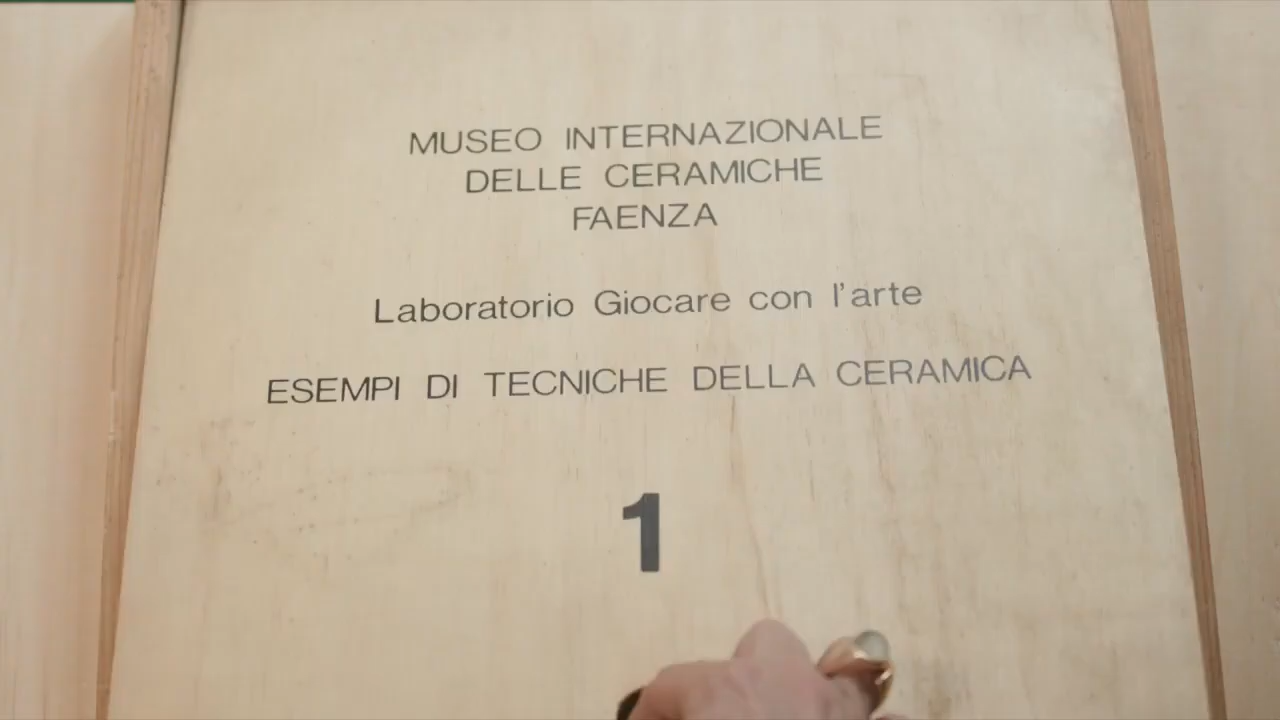 MUSEO INTERNAZIONALE
DELLE CERAMICHE
FAENZA
Laboratorio Giocare con l'arte
ESEMPI DI TECNICHE DELLA CERAMICA
1